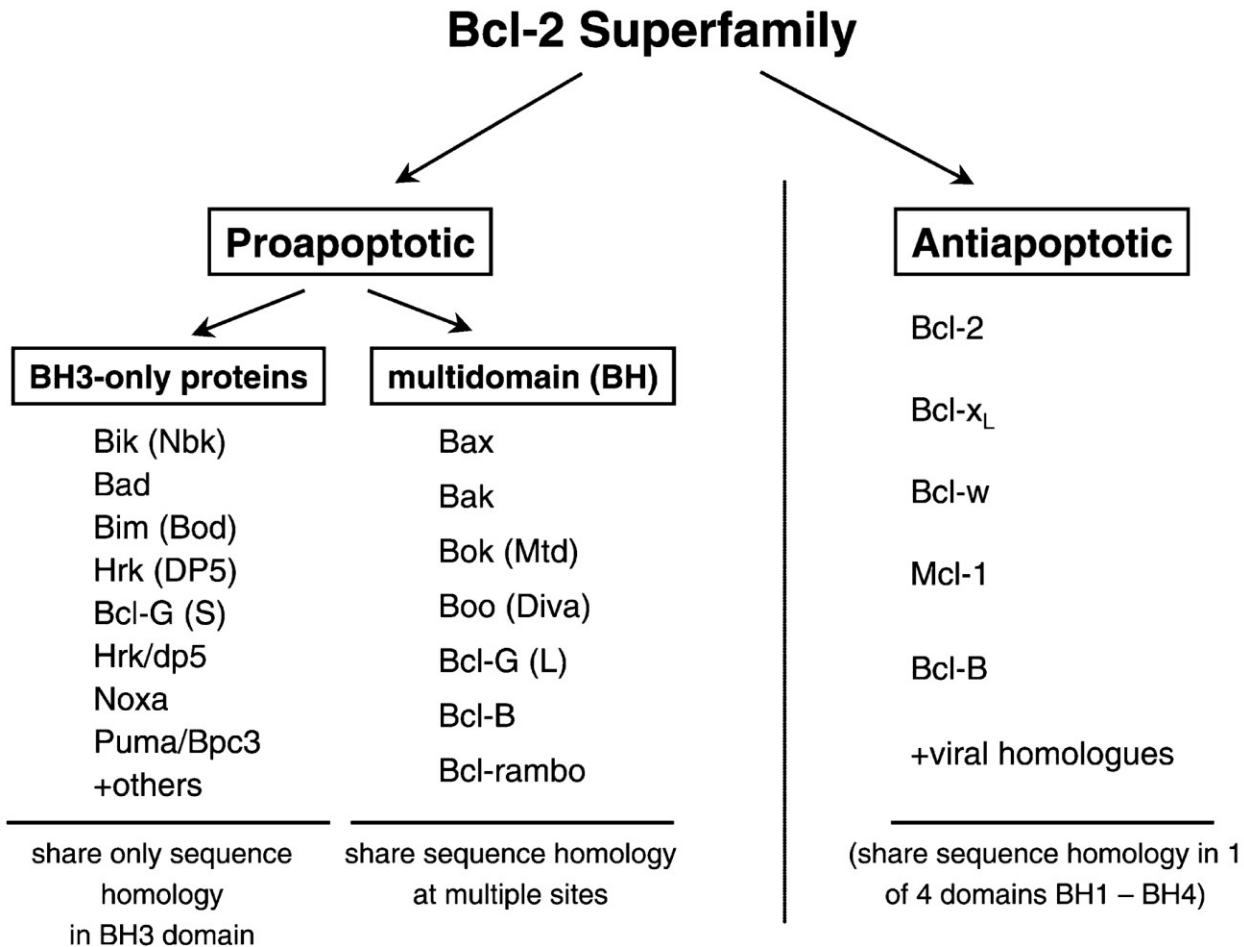 Bcl-2 Superfamily
Proapoptotic
BH3-only proteins
Bik (Nbk)
Bad
Bim (Bod)
Hrk (DP5)
Bcl-G (S)
Hrk/dp5
Noxa
Puma/Bpc3
+others
share only sequence
homology
in BH3 domain
multidomain (BH)
Bax
Bak
Bok (Mtd)
Boo (Diva)
Bcl-G (L)
Bcl-B
Bcl-rambo
share sequence homology
at multiple sites
Antiapoptotic
Bcl-2
Bcl-xL
Bcl-w
Mcl-1
Bcl-B
+viral homologues
(share sequence homology in 1
of 4 domains BH1 – BH4)